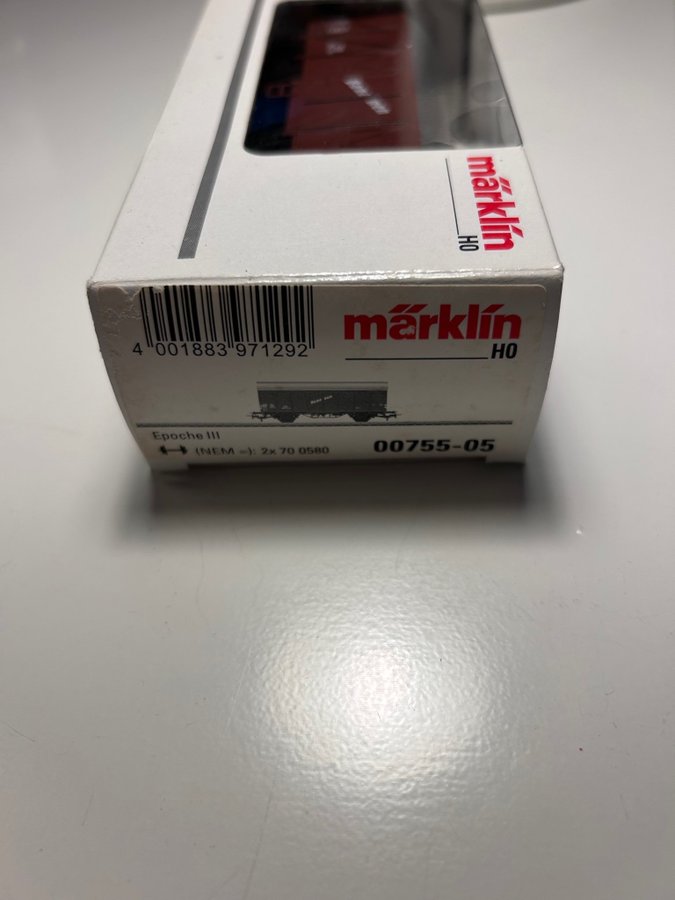 märklin
H0
4 001883 971292
märklin
H0
Epoche III
(NEM =): 2x 70 0580
00755-05